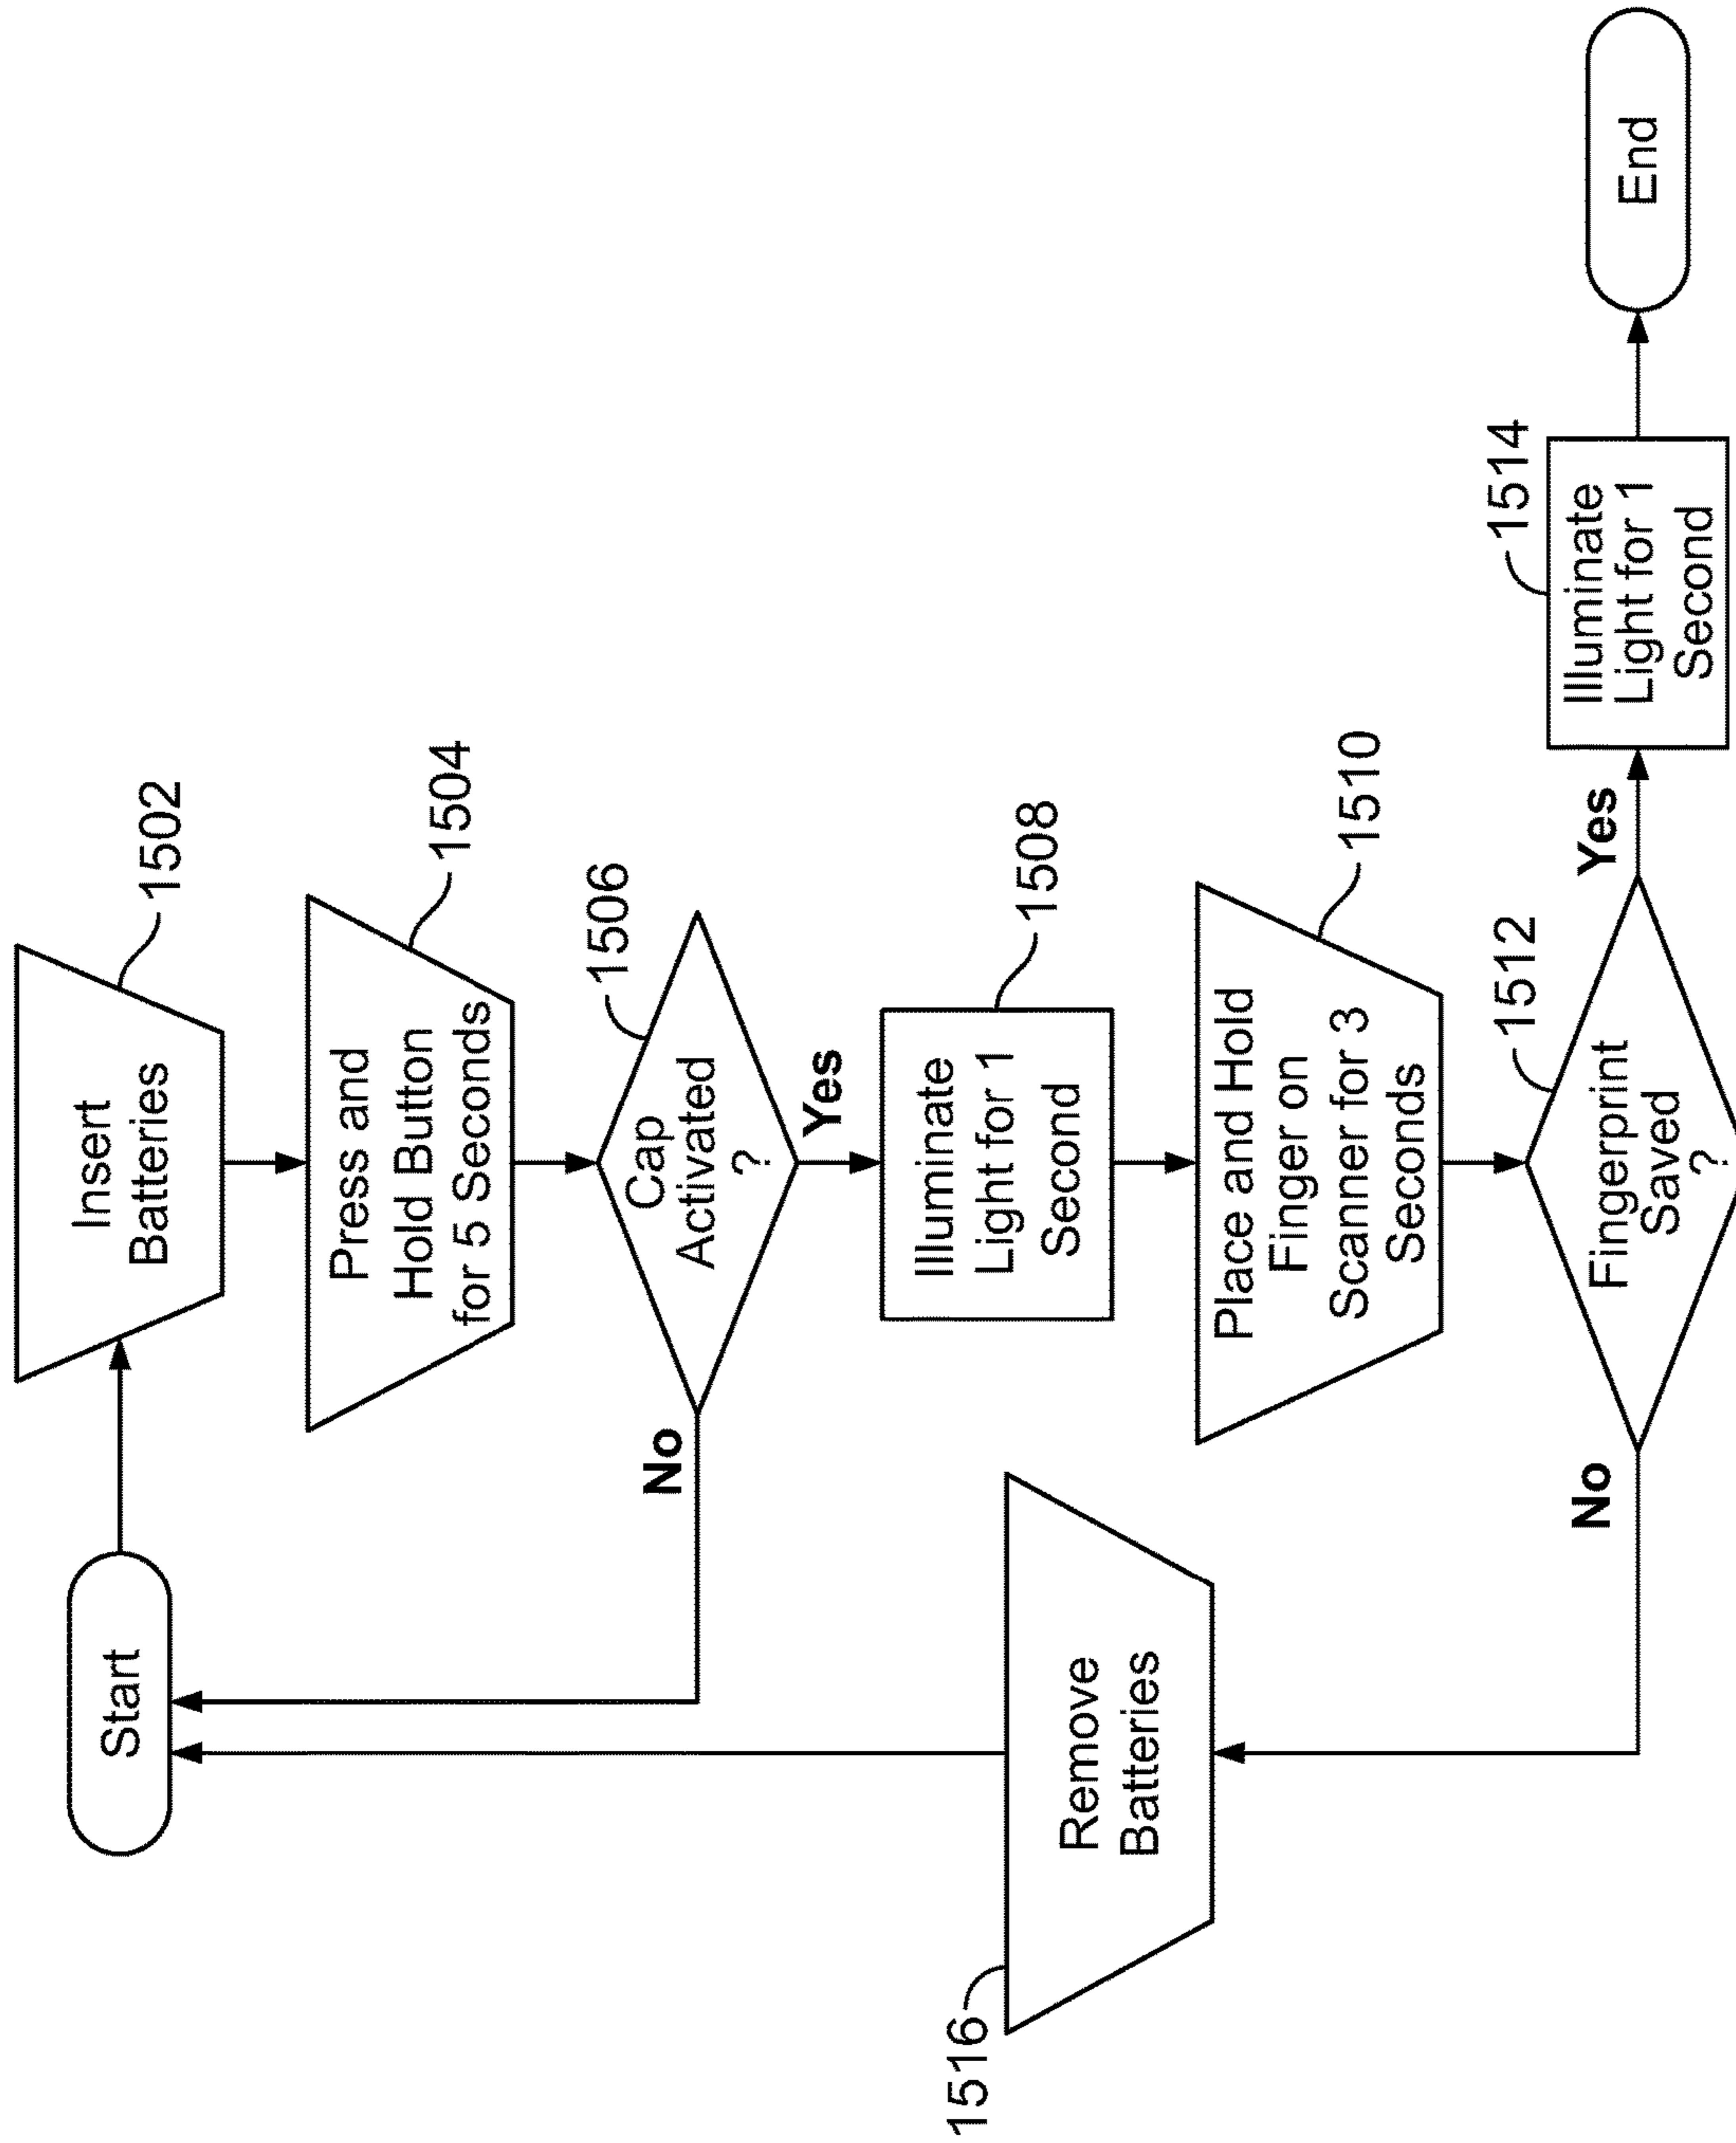 Start
Insert
Batteries
1502
Press and
Hold Button
for 5 Seconds
1504
Cap
Activated
?
1506
No
Yes
Illuminate
Light for 1
Second
1508
Place and Hold
Finger on
Scanner for 3
Seconds
1510
Fingerprint
Saved
?
1512
No
Yes
Remove
Batteries
1516
Illuminate
Light for 1
Second
1514
End